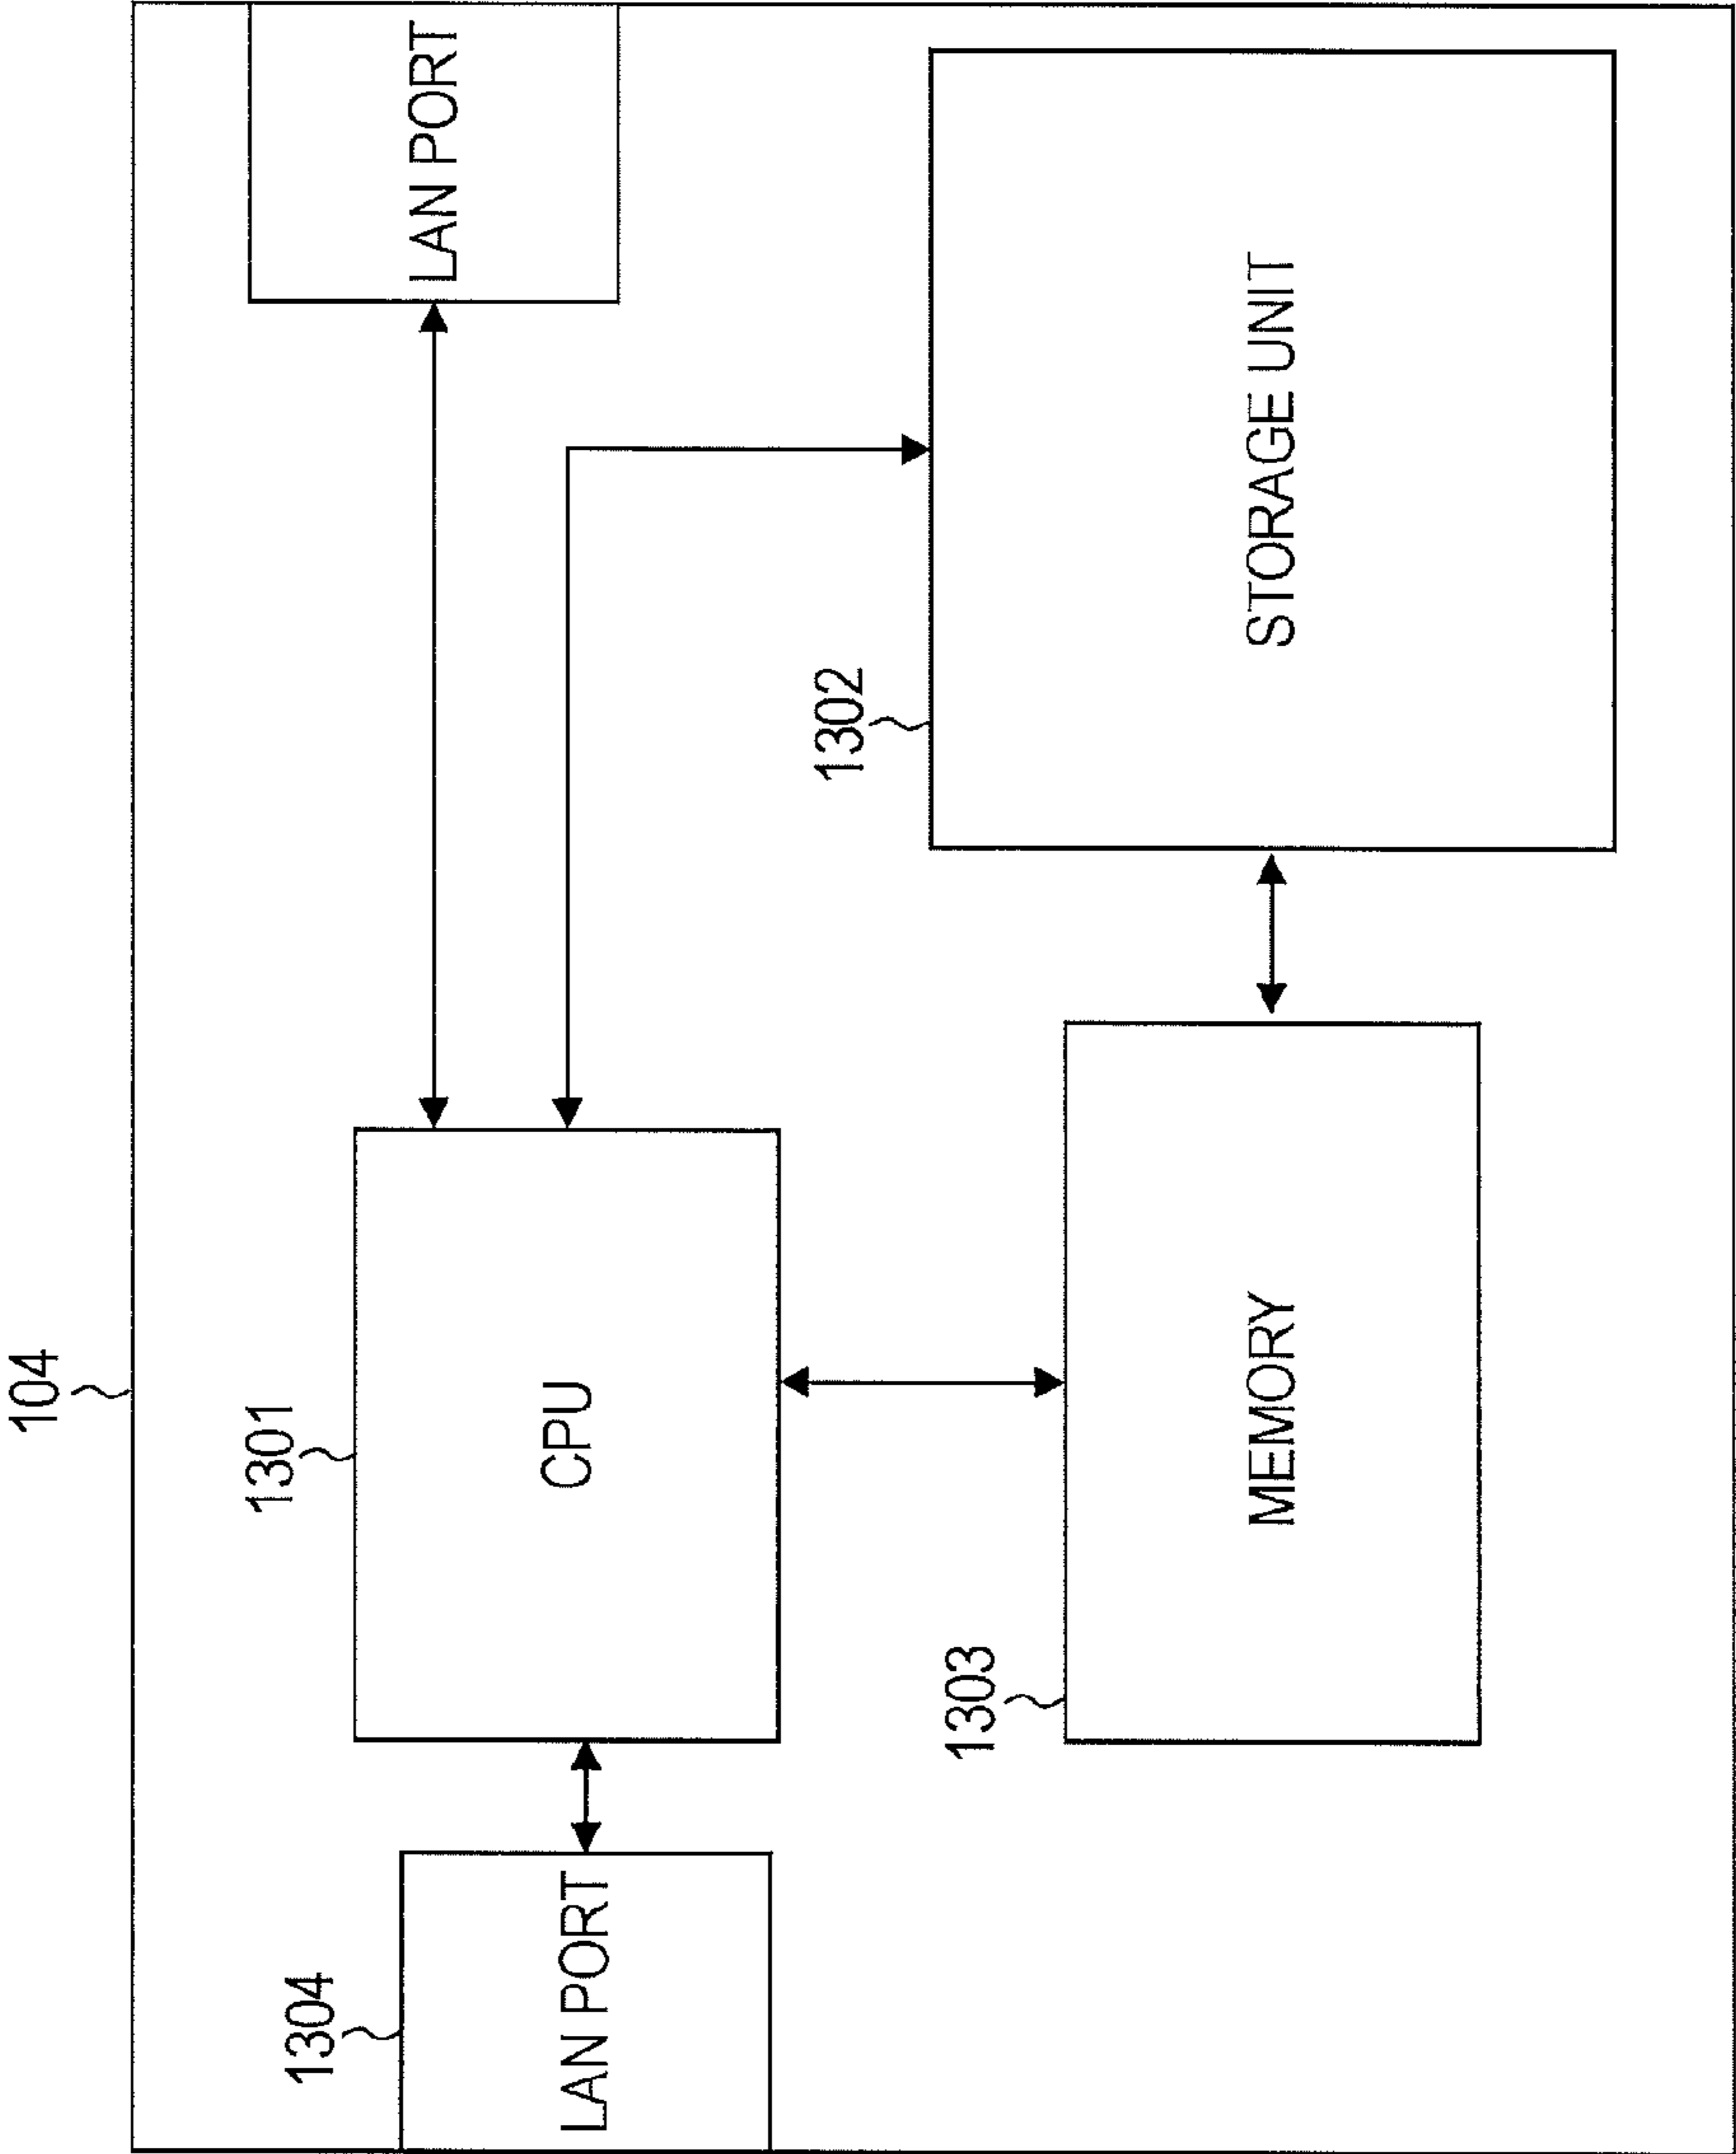 104
1304
LAN PORT
1301
CPU
LAN PORT
1303
MEMORY
1302
STORAGE UNIT